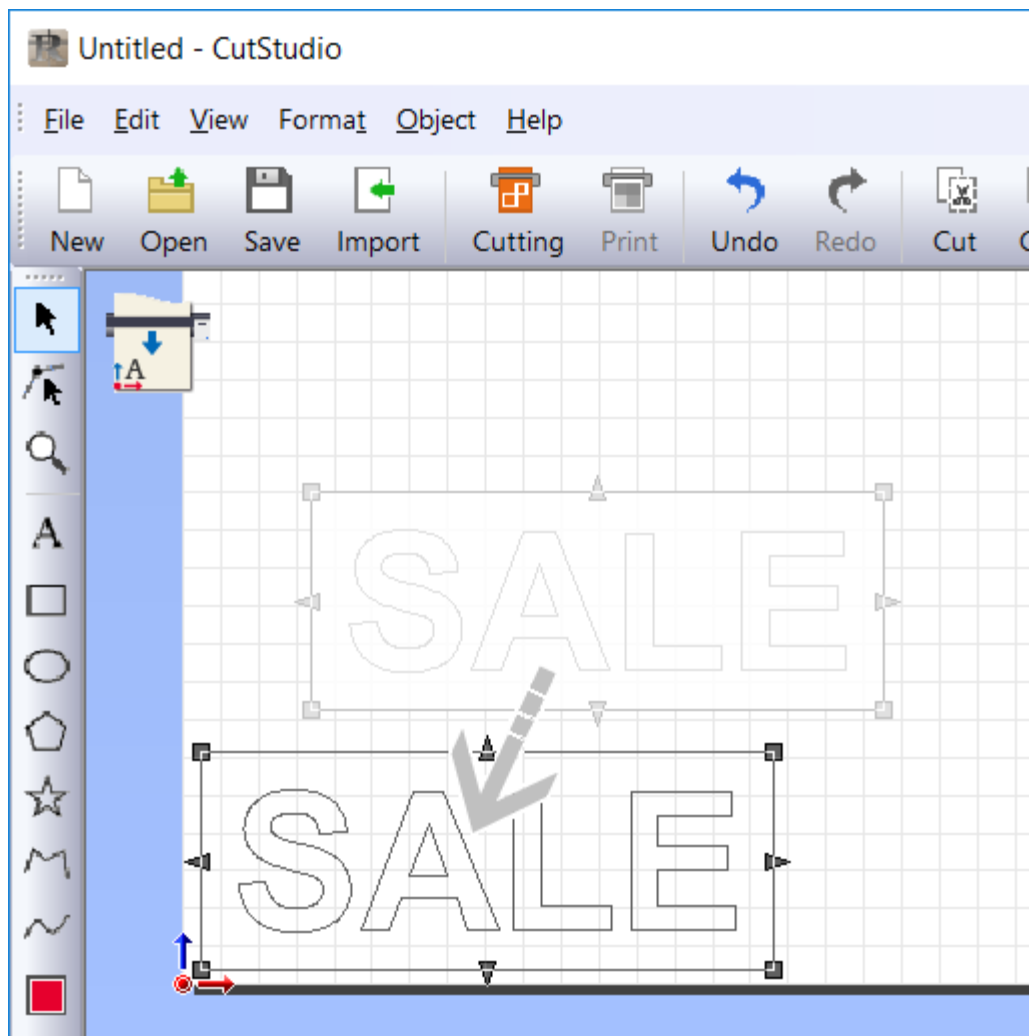 Untitled - CutStudio
File Edit View Format Object Help
New Open Save Import Cutting Print Undo Redo Cut
A
A
SALE
SALE